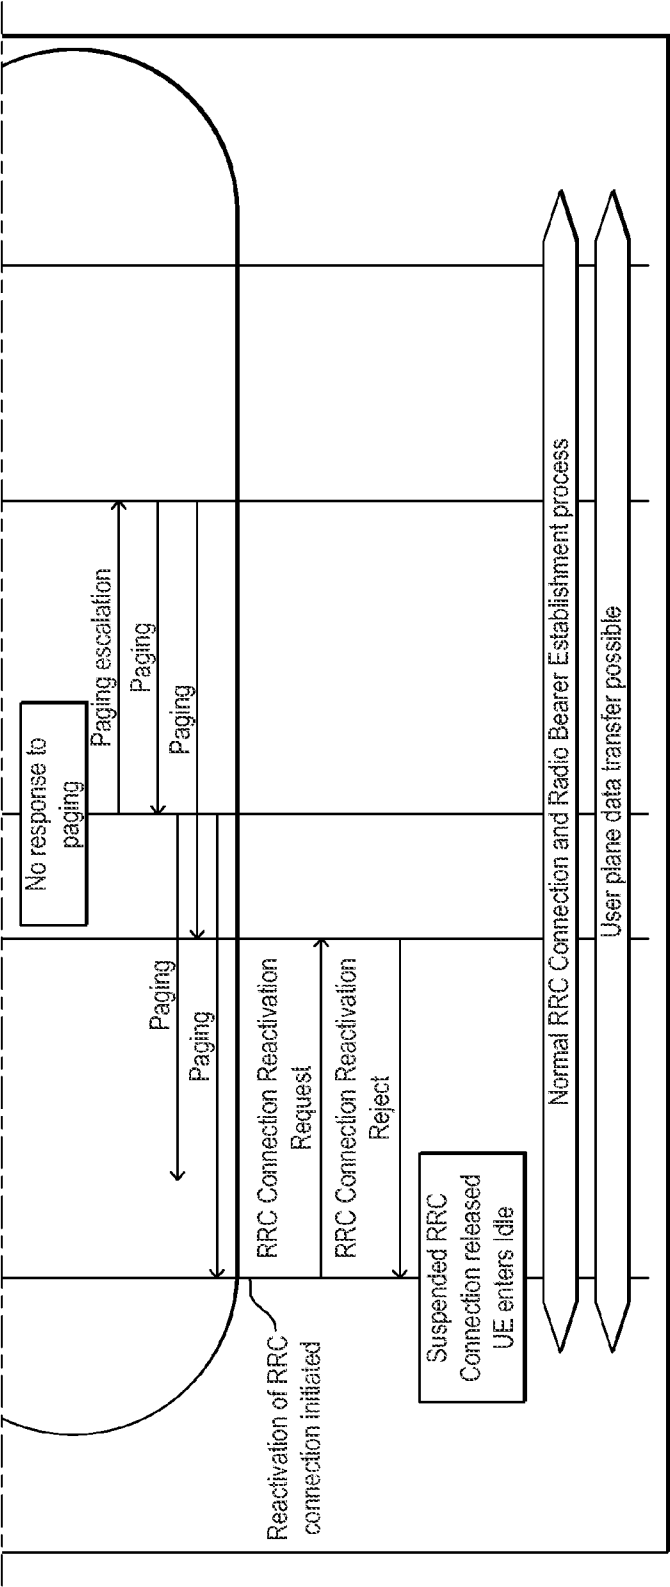 No response to
paging
Paging escalation
Paging
Paging
Paging
Paging
Reactivation of RRC
connection initiated
RRC Connection Reactivation
Request
RRC Connection Reactivation
Reject
Suspended RRC
Connection released
UE enters Idle
Normal RRC Connection and Radio Bearer Establishment process
User plane data transfer possible